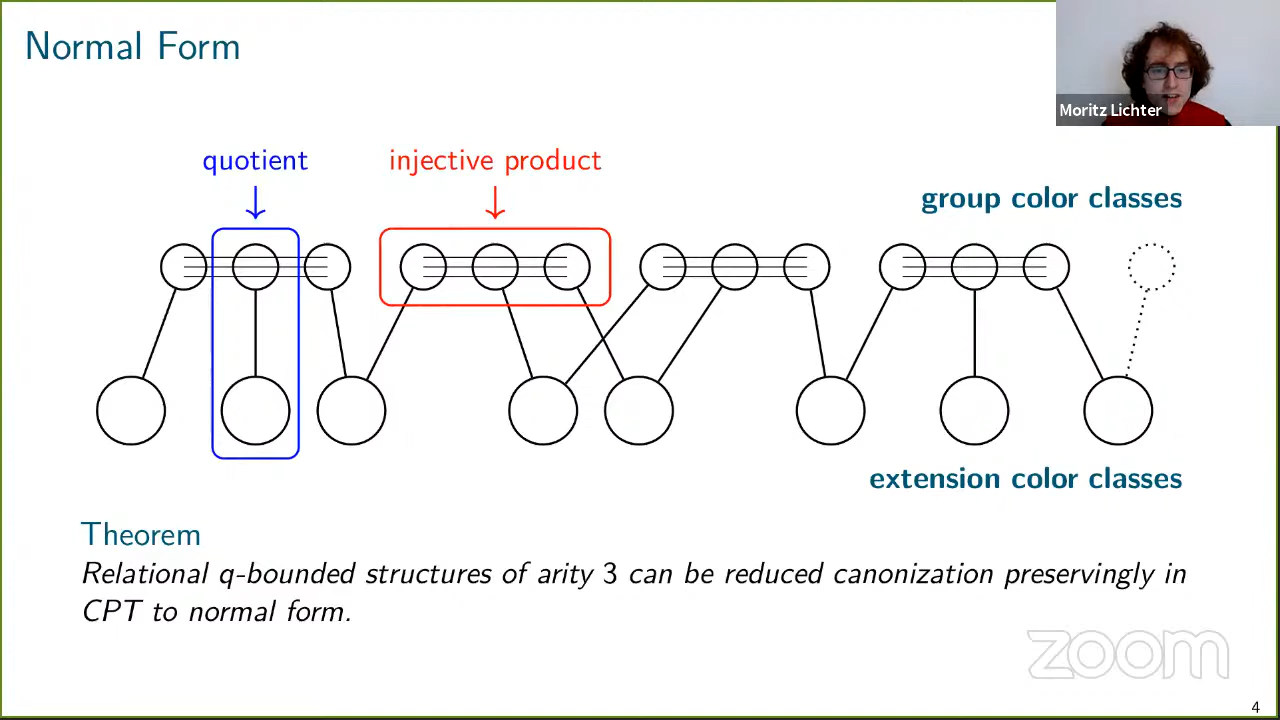 Normal Form
Moritz Lichter
quotient
injective product
group color classes
extension color classes
Theorem
Relational q-bounded structures of arity 3 can be reduced canonization preservingly in
CPT to normal form.
zoom
4